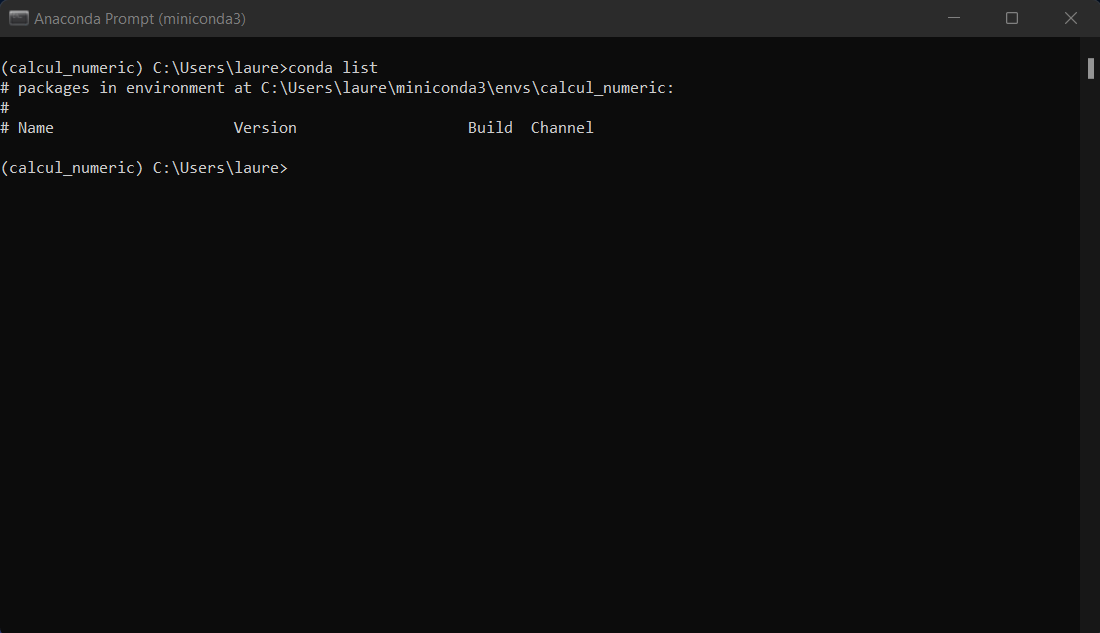 Anaconda Prompt (miniconda3)
(calcul_numeric) C:\Users\laure>conda list
# packages in environment at C:\Users\laure\miniconda3\envs\calcul_numeric:
#
# Name                    Version                   Build  Channel
(calcul_numeric) C:\Users\laure>